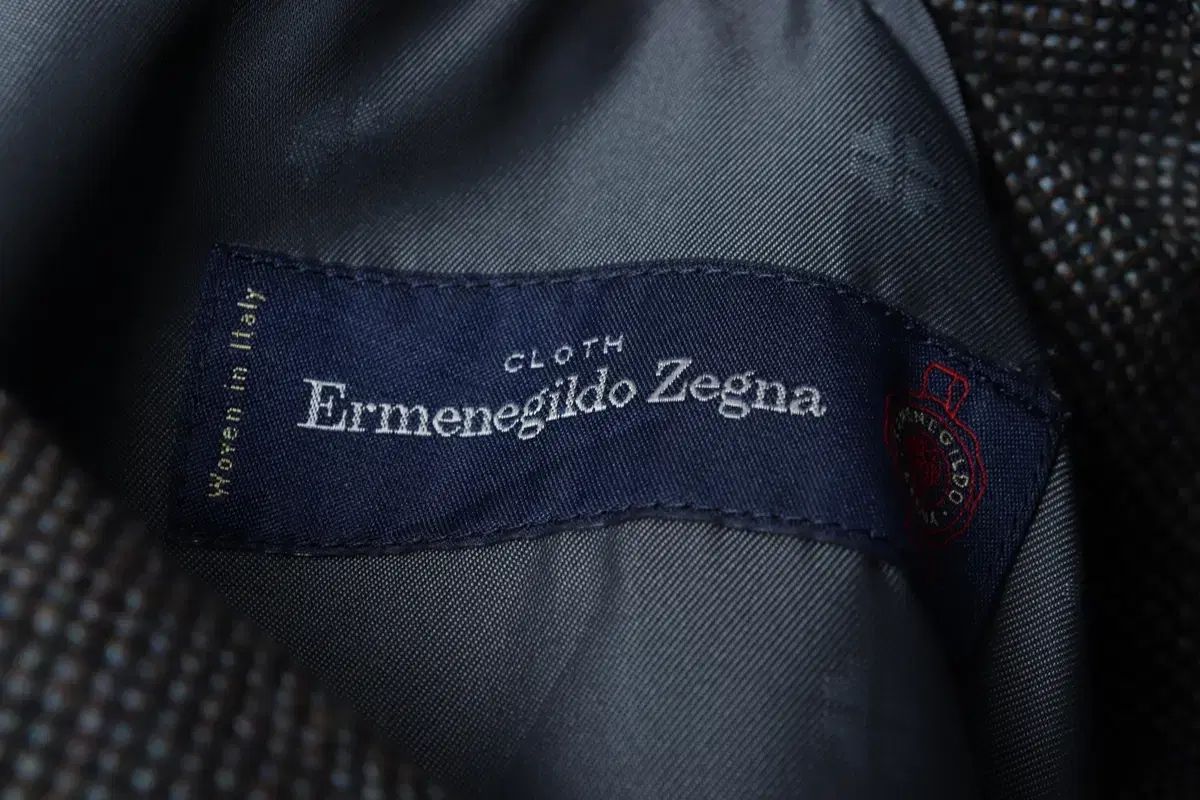 Woven in Italy
CLOTH
Ermenegildo Zegna